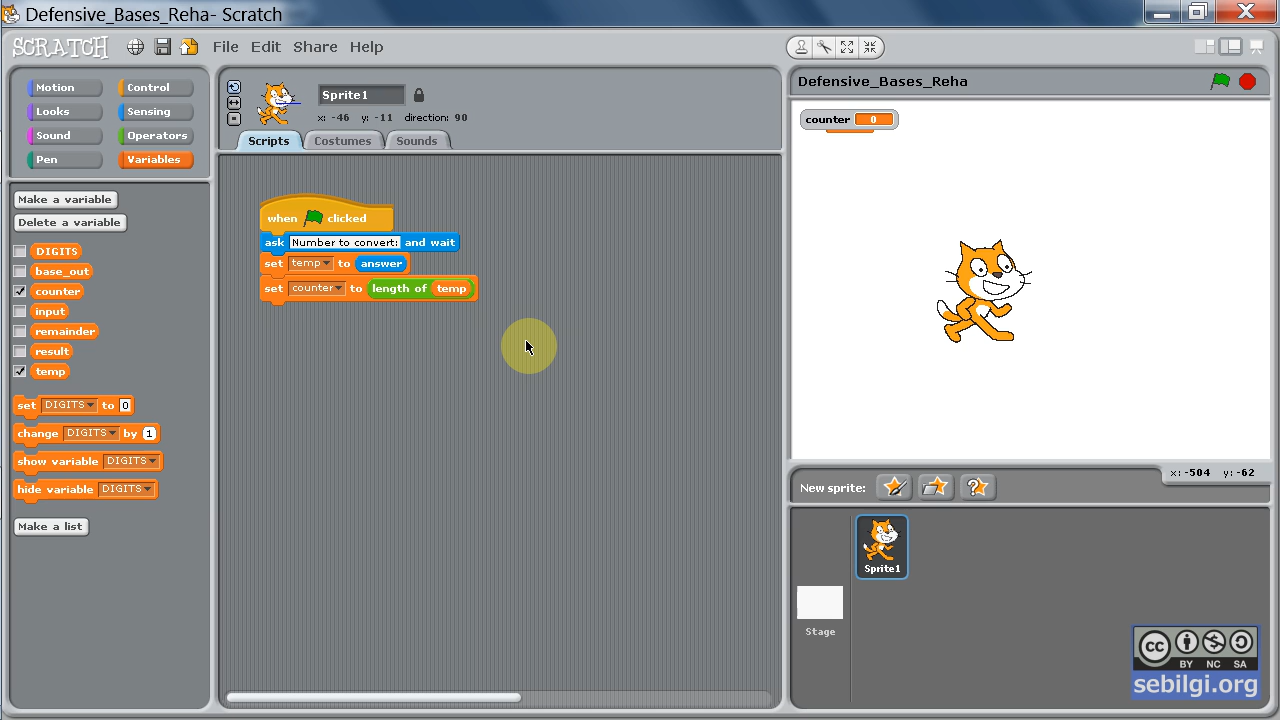 Defensive_Bases_Reha- Scratch
SCRATCH File Edit Share Help
Motion Control
Looks Sensing
Sound Operators
Pen Variables
Make a variable
Delete a variable
DIGITS
base_out
counter
input
remainder
result
temp
set DIGITS to 0
change DIGITS by 1
show variable DIGITS
hide variable DIGITS
Make a list
Sprite1
x: -46 y: -11 direction: 90
Scripts Costumes Sounds
when clicked
ask Number to convert: and wait
set temp to answer
set counter to length of temp
Defensive_Bases_Reha
counter 0
x: -504 y: -62
New sprite:
Sprite1
Stage
cc BY NC SA
sebilgi.org